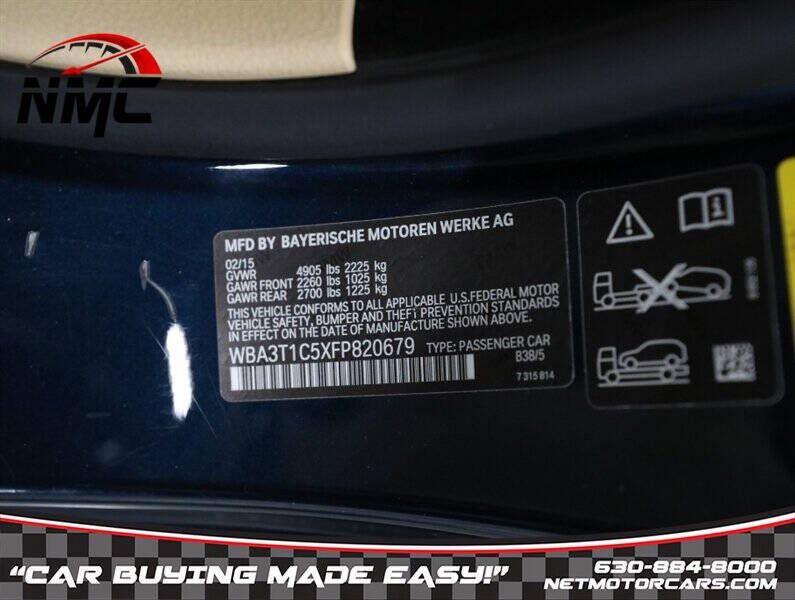 NMC
MFD BY BAYERISCHE MOTOREN WERKE AG
02/15
GVWR 4905 lbs 2225 kg
GAWR FRONT 2260 lbs 1025 kg
GAWR REAR 2700 lbs 1225 kg
THIS VEHICLE CONFORMS TO ALL APPLICABLE U.S.FEDERAL MOTOR
VEHICLE SAFETY, BUMPER AND THEFT PREVENTION STANDARDS
IN EFFECT ON THE DATE OF MANUFACTURE SHOWN ABOVE.
WBA3T1C5XFP820679 TYPE: PASSENGER CAR
B38/5
7 315 814
"CAR BUYING MADE EASY!"
630-884-8000
NETMOTORCARS.COM